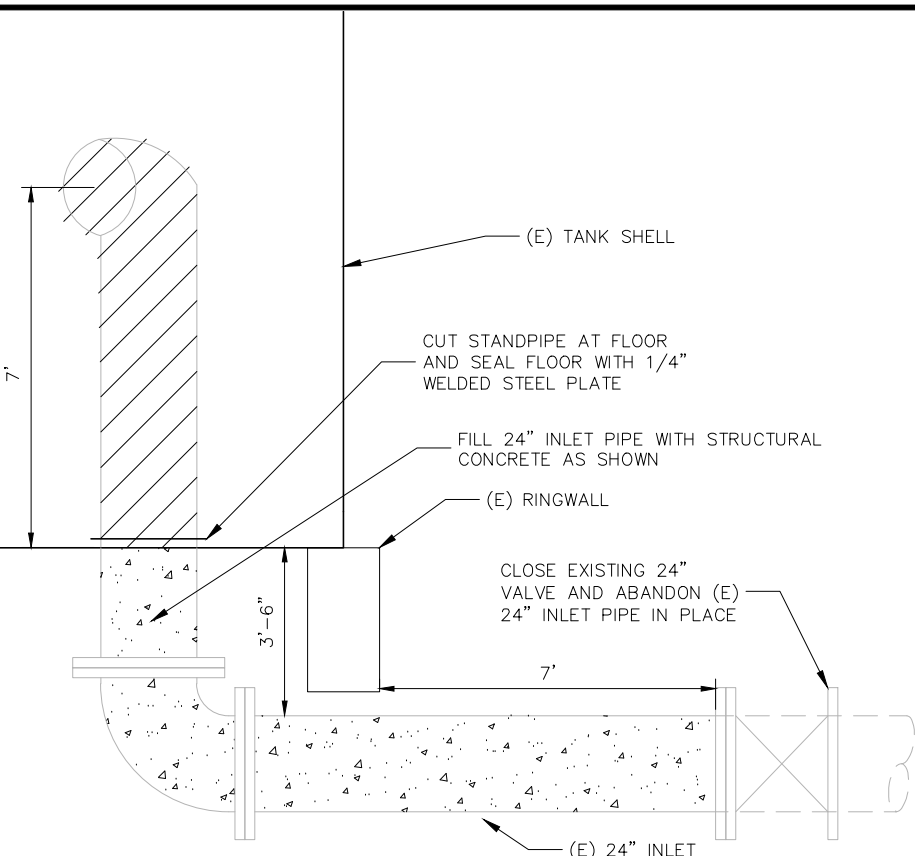 (E) TANK SHELL
7'
CUT STANDPIPE AT FLOOR
AND SEAL FLOOR WITH 1/4"
WELDED STEEL PLATE
FILL 24" INLET PIPE WITH STRUCTURAL
CONCRETE AS SHOWN
(E) RINGWALL
3'-6"
CLOSE EXISTING 24"
VALVE AND ABANDON (E)
24" INLET PIPE IN PLACE
7'
(E) 24" INLET